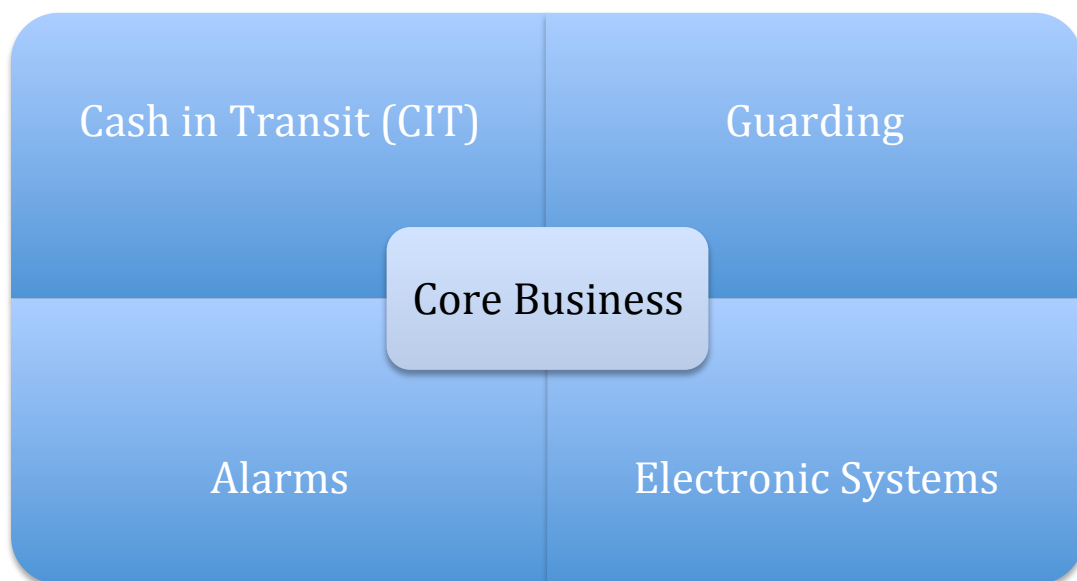 Cash in Transit (CIT)
Guarding
Core Business
Alarms
Electronic Systems